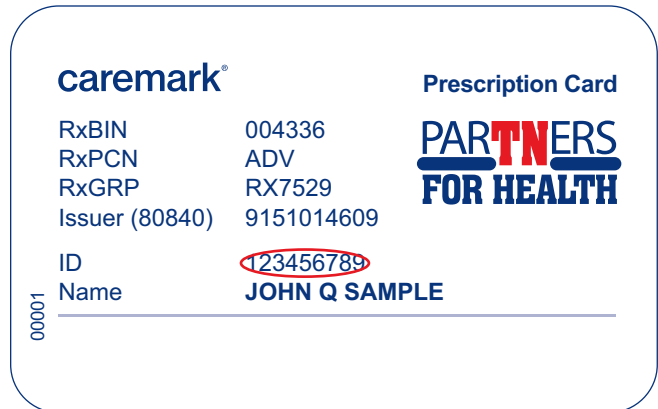 caremark®
Prescription Card
RxBIN 004336
RxPCN ADV
RxGRP RX7529
Issuer (80840) 9151014609
PARTNERS
FOR HEALTH
ID 123456789
Name JOHN Q SAMPLE
00001